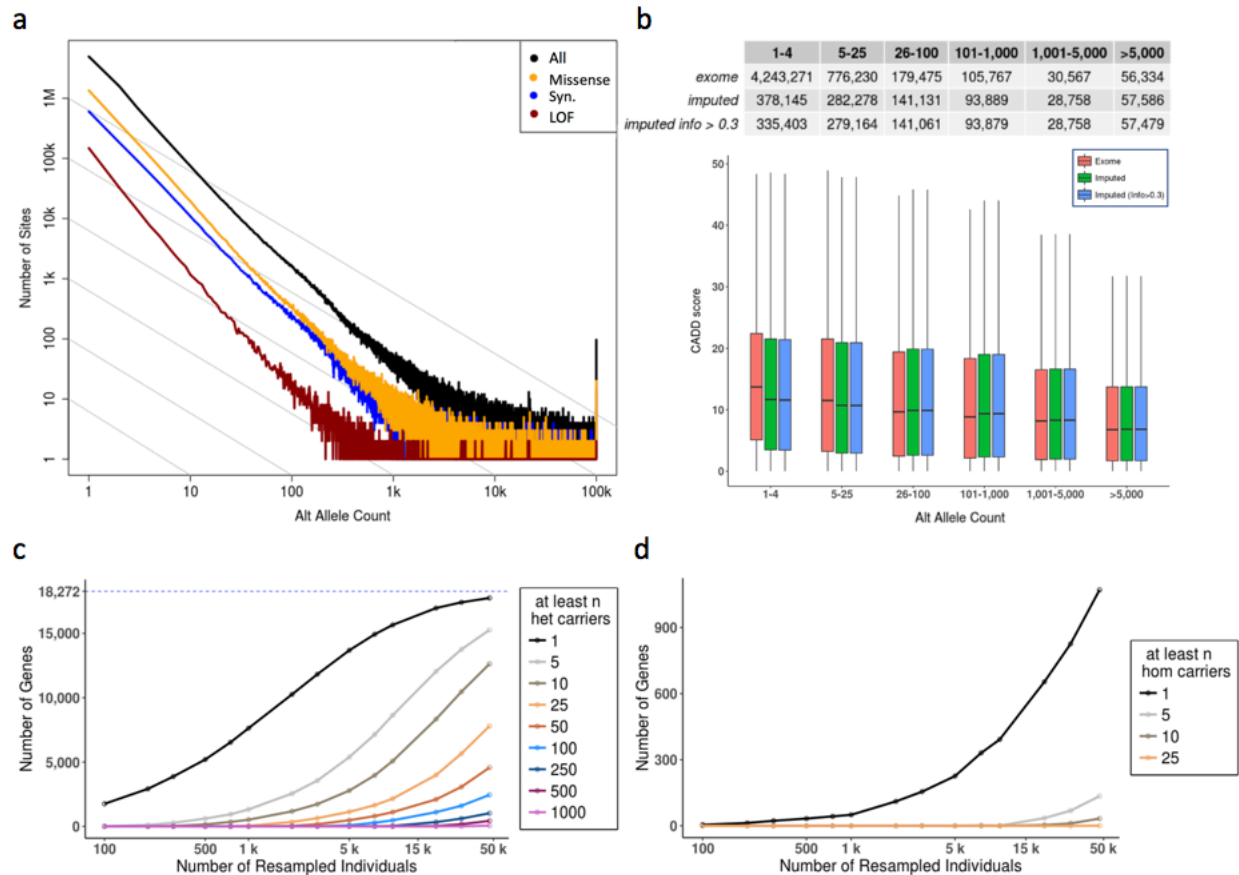 a
All
Missense
Syn.
LOF
Number of Sites
1M
100k
10k
1k
100
10
1
1 10 100 1k 10k 100k
Alt Allele Count
b
1-4 5-25 26-100 101-1,000 1,001-5,000 >5,000
exome 4,243,271 776,230 179,475 105,767 30,567 56,334
imputed 378,145 282,278 141,131 93,889 28,758 57,586
imputed info > 0.3 335,403 279,164 141,061 93,879 28,758 57,479
Exome
Imputed
Imputed (Info>0.3)
CADD score
50
40
30
20
10
0
1-4 5-25 26-100 101-1,000 1,001-5,000 >5,000
Alt Allele Count
c
Number of Genes
18,272
15,000
10,000
5,000
0
100 500 1 k 5 k 15 k 50 k
Number of Resampled Individuals
at least n
het carriers
1
5
10
25
50
100
250
500
1000
d
Number of Genes
900
600
300
0
100 500 1 k 5 k 15 k 50 k
Number of Resampled Individuals
at least n
hom carriers
1
5
10
25